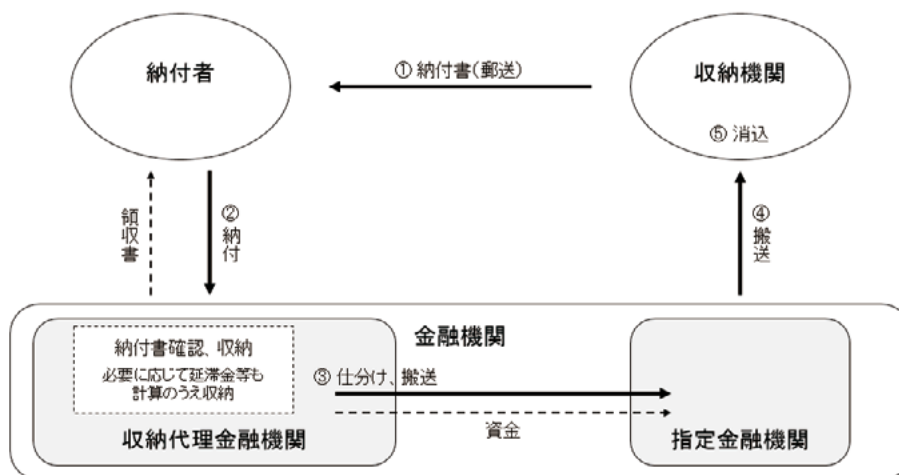 納付者
① 納付書(郵送)
収納機関
⑤ 消込
領収書
② 納付
④ 搬送
金融機関
納付書確認、収納
必要に応じて延滞金等も
計算のうえ収納
③ 仕分け、搬送
資金
収納代理金融機関
指定金融機関